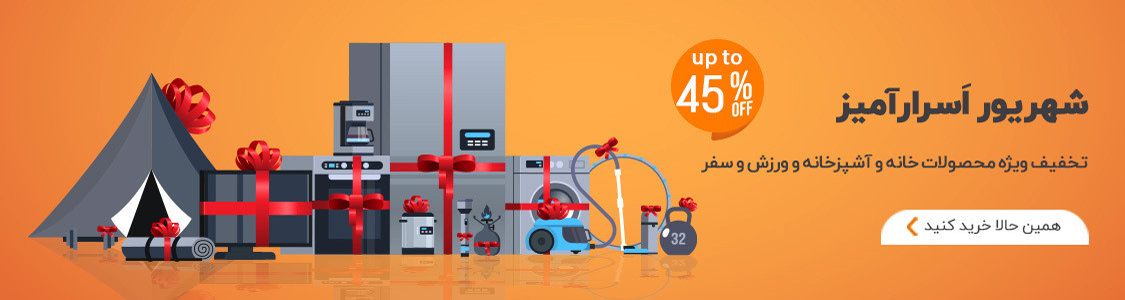 up to
45%
OFF
شهریور اَسرارآمیز
تخفیف ویژه محصولات خانه و آشپزخانه و ورزش و سفر
همین حالا خرید کنید
32